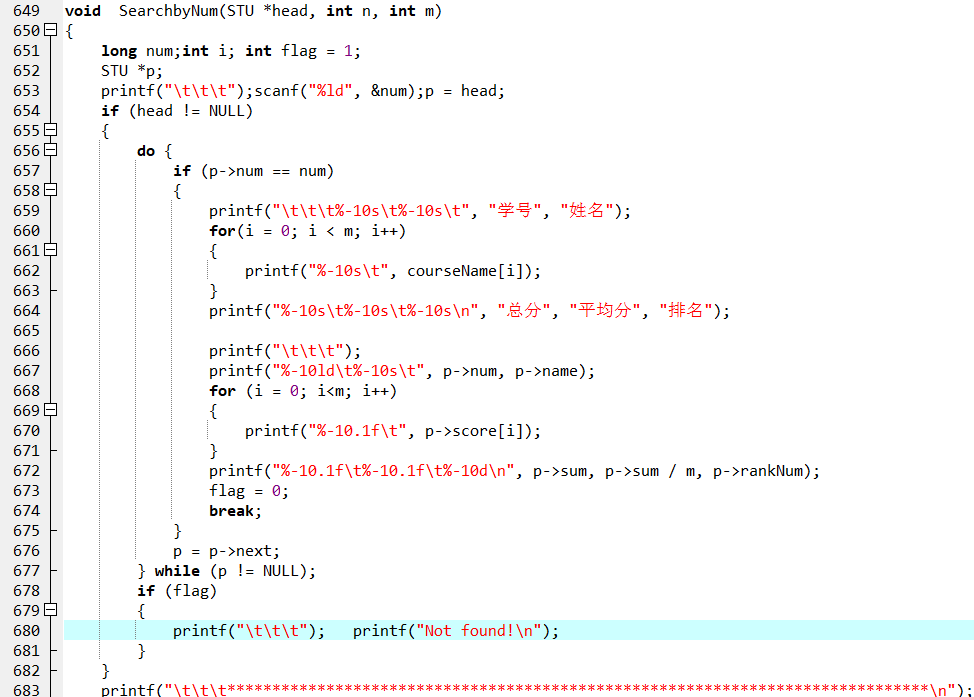 649 void  SearchbyNum(STU *head, int n, int m)
650 {
651     long num;int i; int flag = 1;
652     STU *p;
653     printf("\t\t\t");scanf("%ld", &num);p = head;
654     if (head != NULL)
655     {
656         do {
657             if (p->num == num)
658             {
659                 printf("\t\t\t%-10s\t%-10s\t", "学号", "姓名");
660                 for(i = 0; i < m; i++)
661                 {
662                     printf("%-10s\t", courseName[i]);
663                 }
664                 printf("%-10s\t%-10s\t%-10s\n", "总分", "平均分", "排名");
665
666                 printf("\t\t\t");
667                 printf("%-10ld\t%-10s\t", p->num, p->name);
668                 for (i = 0; i<m; i++)
669                 {
670                     printf("%-10.1f\t", p->score[i]);
671                 }
672                 printf("%-10.1f\t%-10.1f\t%-10d\n", p->sum, p->sum / m, p->rankNum);
673                 flag = 0;
674                 break;
675             }
676             p = p->next;
677         } while (p != NULL);
678         if (flag)
679         {
680             printf("\t\t\t");   printf("Not found!\n");
681         }
682     }
683     printf("\t\t\t******************************************************************************\n");